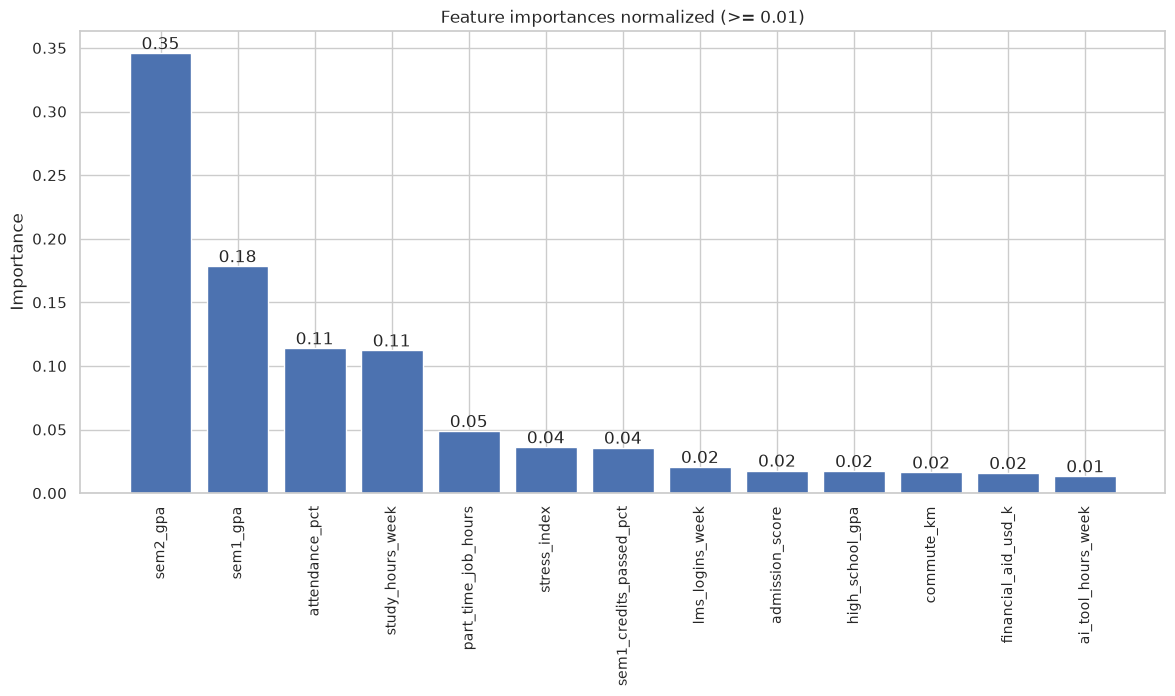 Feature importances normalized (>= 0.01)
Importance
0.35
0.30
0.25
0.20
0.15
0.10
0.05
0.00
0.35
0.18
0.11
0.11
0.05
0.04
0.04
0.02
0.02
0.02
0.02
0.02
0.01
sem2_gpa
sem1_gpa
attendance_pct
study_hours_week
part_time_job_hours
stress_index
sem1_credits_passed_pct
lms_logins_week
admission_score
high_school_gpa
commute_km
financial_aid_usd_k
ai_tool_hours_week